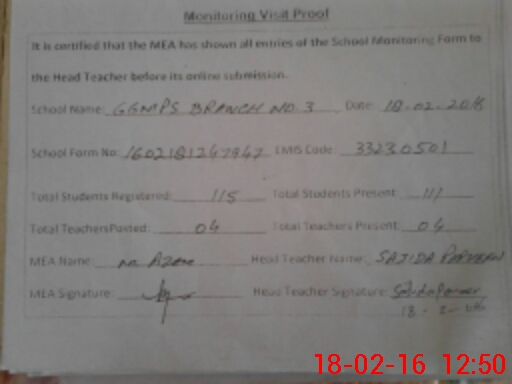 Monitoring Visit Proof
It is certified that the MEA has shown all entries of the School Monitoring Form to
the Head Teacher before its online submission.
School Name: GGMPS BRANCH NO. 3 Date: 18-02-2016
School Form No: 1602181247947 EMIS Code: 33230501
Total Students Registered: 115 Total Students Present: 111
Total Teachers Posted: 04 Total Teachers Present: 04
MEA Name: Head Teacher Name: SAJIDA PARVEEN
MEA Signature: Head Teacher Signature: Sajida Parveen
18-02-16 12:50